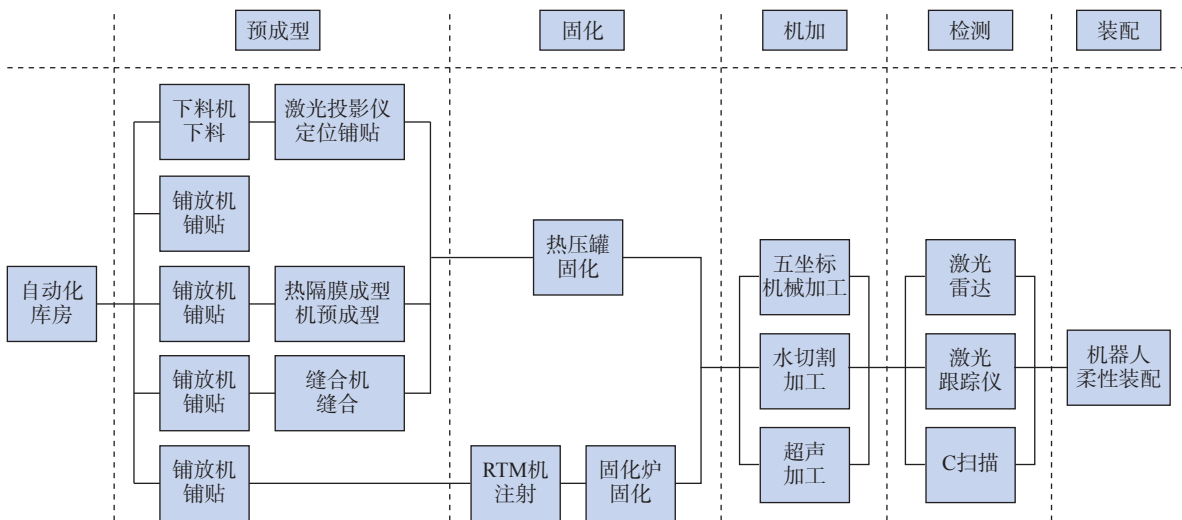 预成型
固化
机加
检测
装配
下料机
下料
激光投影仪
定位铺贴
铺放机
铺贴
热压罐
固化
五坐标
机械加工
激光
雷达
自动化
库房
铺放机
铺贴
热隔膜成型
机预成型
铺放机
铺贴
缝合机
缝合
水切割
加工
激光
跟踪仪
机器人
柔性装配
铺放机
铺贴
RTM机
注射
固化炉
固化
超声
加工
C扫描